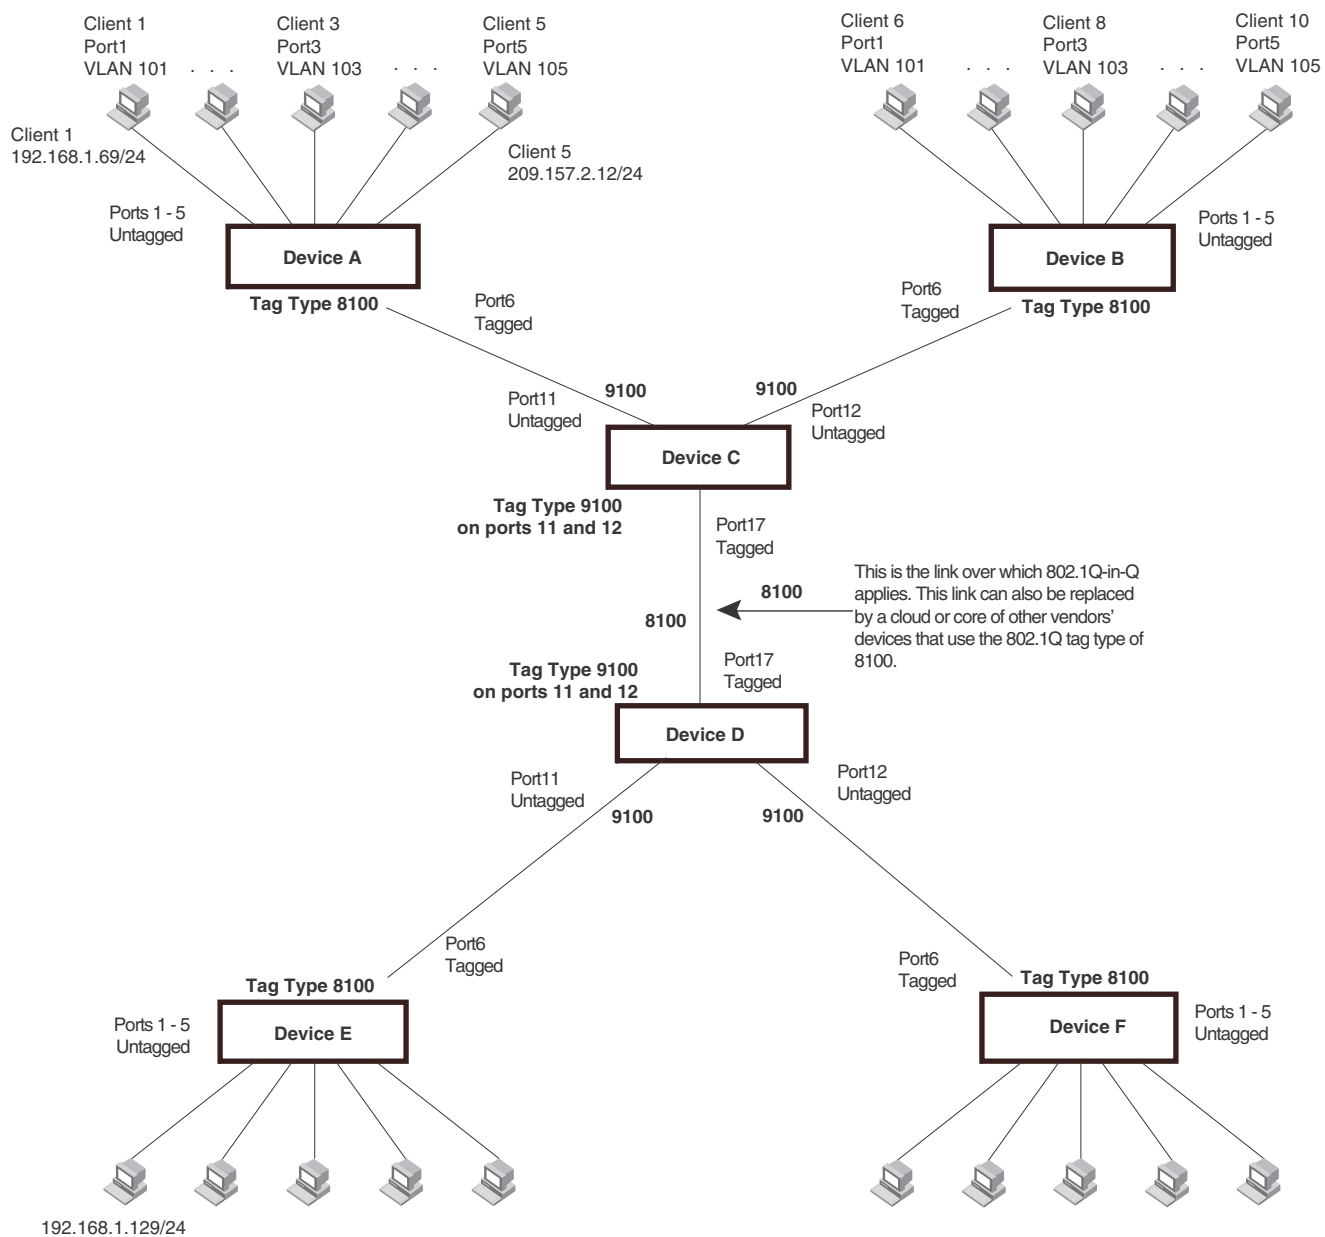 Client 1
Port1
VLAN 101
. . .
Client 3
Port3
VLAN 103
. . .
Client 5
Port5
VLAN 105
Client 6
Port1
VLAN 101
. . .
Client 8
Port3
VLAN 103
. . .
Client 10
Port5
VLAN 105
Client 1
192.168.1.69/24
Client 5
209.157.2.12/24
Ports 1 - 5
Untagged
Device A
Tag Type 8100
Ports 1 - 5
Untagged
Device B
Tag Type 8100
Port6
Tagged
Port6
Tagged
9100
9100
Port11
Untagged
Port12
Untagged
Device C
Tag Type 9100
on ports 11 and 12
Port17
Tagged
This is the link over which 802.1Q-in-Q
applies. This link can also be replaced
by a cloud or core of other vendors'
devices that use the 802.1Q tag type of
8100.
8100
8100
Tag Type 9100
on ports 11 and 12
Port17
Tagged
Device D
Port11
Untagged
Port12
Untagged
9100
9100
Port6
Tagged
Tag Type 8100
Port6
Tagged
Tag Type 8100
Ports 1 - 5
Untagged
Device E
Device F
Ports 1 - 5
Untagged
192.168.1.129/24